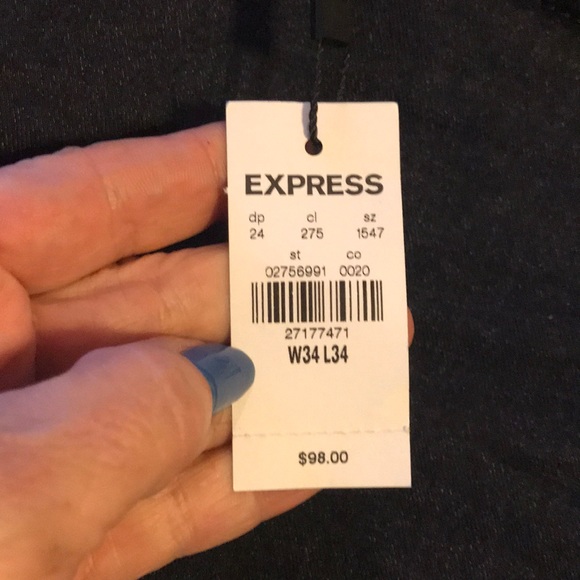 EXPRESS
dp cl sz
24 275 1547
st co
02756991 0020
27177471
W34 L34
$98.00